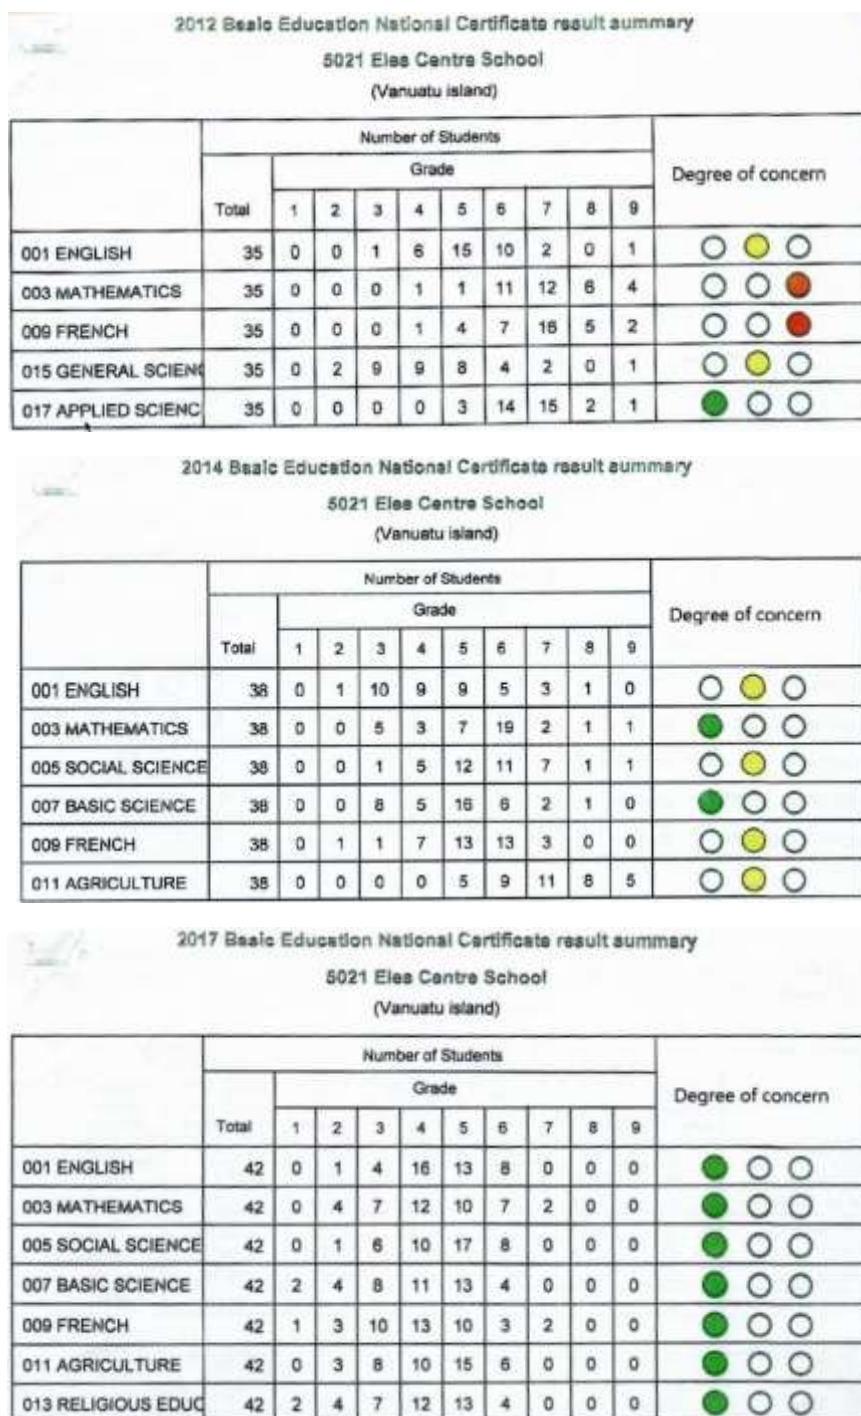 2012 Basic Education National Certificate result summary
5021 Eles Centre School
(Vanuatu island)
Number of Students
Grade
Degree of concern
Total 1 2 3 4 5 6 7 8 9
001 ENGLISH 35 0 0 1 6 15 10 2 0 1
003 MATHEMATICS 35 0 0 0 1 1 11 12 6 4
009 FRENCH 35 0 0 0 1 4 7 16 5 2
015 GENERAL SCIENC 35 0 2 9 9 8 4 2 0 1
017 APPLIED SCIENC 35 0 0 0 0 3 14 15 2 1
2014 Basic Education National Certificate result summary
5021 Eles Centre School
(Vanuatu island)
Number of Students
Grade
Degree of concern
Total 1 2 3 4 5 6 7 8 9
001 ENGLISH 38 0 1 10 9 9 5 3 1 0
003 MATHEMATICS 38 0 0 5 3 7 19 2 1 1
005 SOCIAL SCIENCE 38 0 0 1 5 12 11 7 1 1
007 BASIC SCIENCE 38 0 0 8 5 16 6 2 1 0
009 FRENCH 38 0 1 1 7 13 13 3 0 0
011 AGRICULTURE 38 0 0 0 0 5 9 11 8 5
2017 Basic Education National Certificate result summary
5021 Eles Centre School
(Vanuatu island)
Number of Students
Grade
Degree of concern
Total 1 2 3 4 5 6 7 8 9
001 ENGLISH 42 0 1 4 16 13 8 0 0 0
003 MATHEMATICS 42 0 4 7 12 10 7 2 0 0
005 SOCIAL SCIENCE 42 0 1 6 10 17 8 0 0 0
007 BASIC SCIENCE 42 2 4 8 11 13 4 0 0 0
009 FRENCH 42 1 3 10 13 10 3 2 0 0
011 AGRICULTURE 42 0 3 8 10 15 6 0 0 0
013 RELIGIOUS EDUC 42 2 4 7 12 13 4 0 0 0